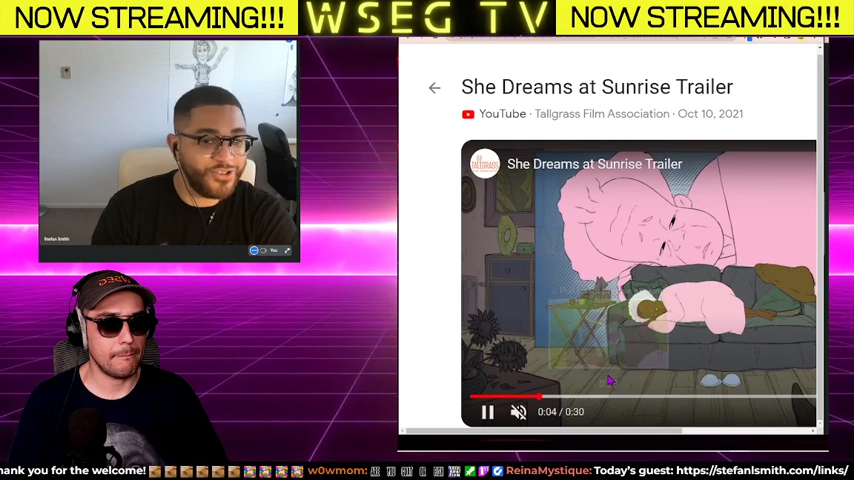 NOW STREAMING!!!
WSEG TV
NOW STREAMING!!!
She Dreams at Sunrise Trailer
YouTube · Tallgrass Film Association · Oct 10, 2021
TALLGRASS
She Dreams at Sunrise Trailer
Stefan Smith
You
0:04 / 0:30
hank you for the welcome! w0wmom: ReinaMystique: Today's guest: https://stefanlsmith.com/links/